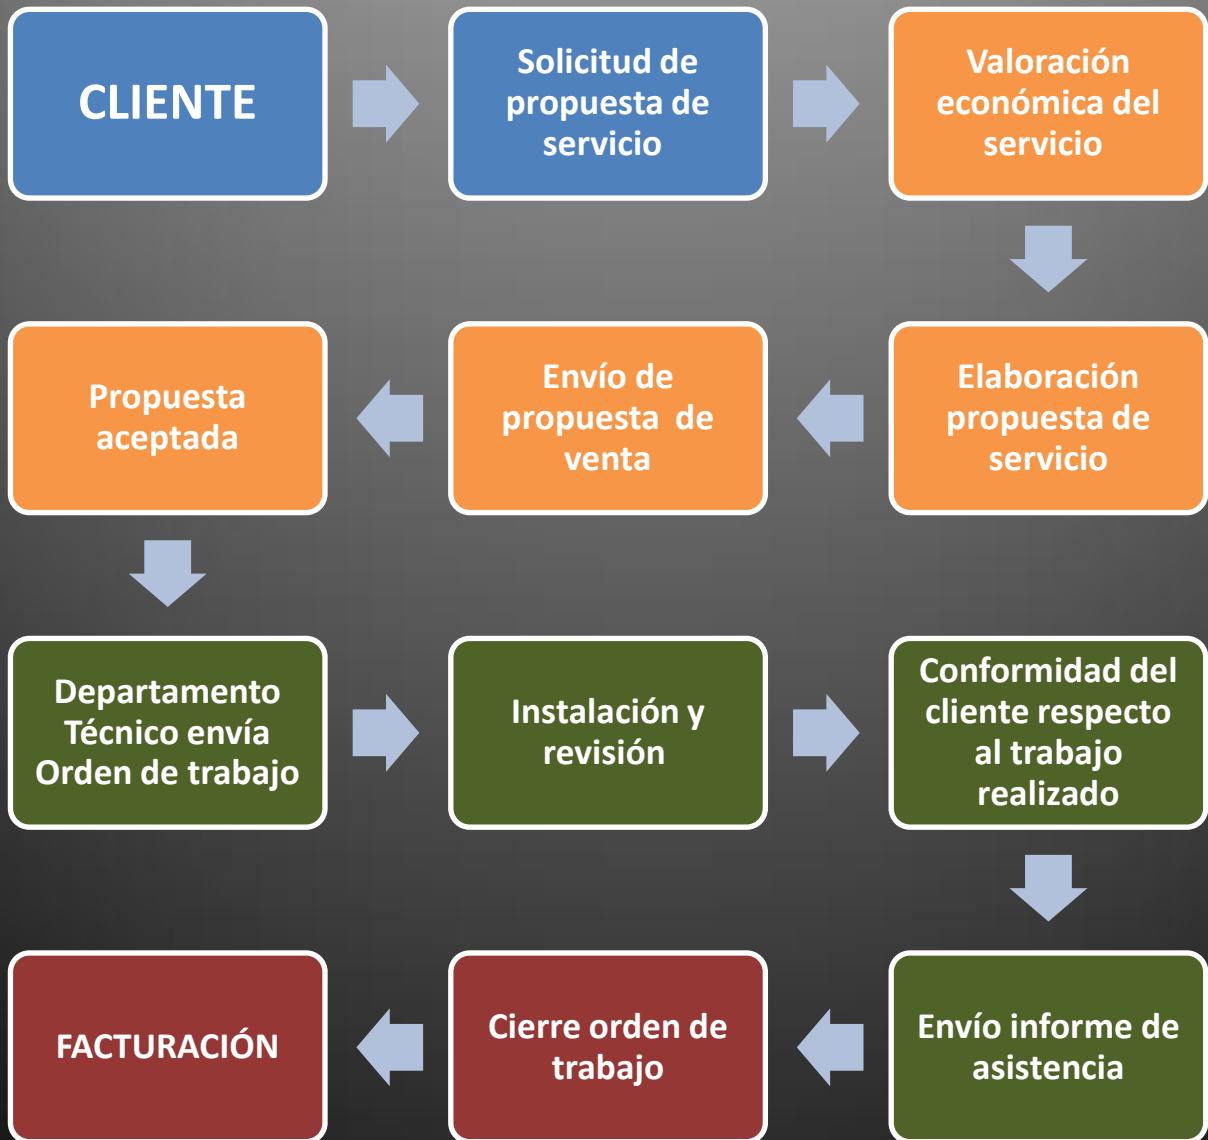 CLIENTE
Solicitud de
propuesta de
servicio
Valoración
económica del
servicio
Elaboración
propuesta de
servicio
Envío de
propuesta de
venta
Propuesta
aceptada
Departamento
Técnico envía
Orden de trabajo
Instalación y
revisión
Conformidad del
cliente respecto
al trabajo
realizado
Envío informe de
asistencia
Cierre orden de
trabajo
FACTURACIÓN